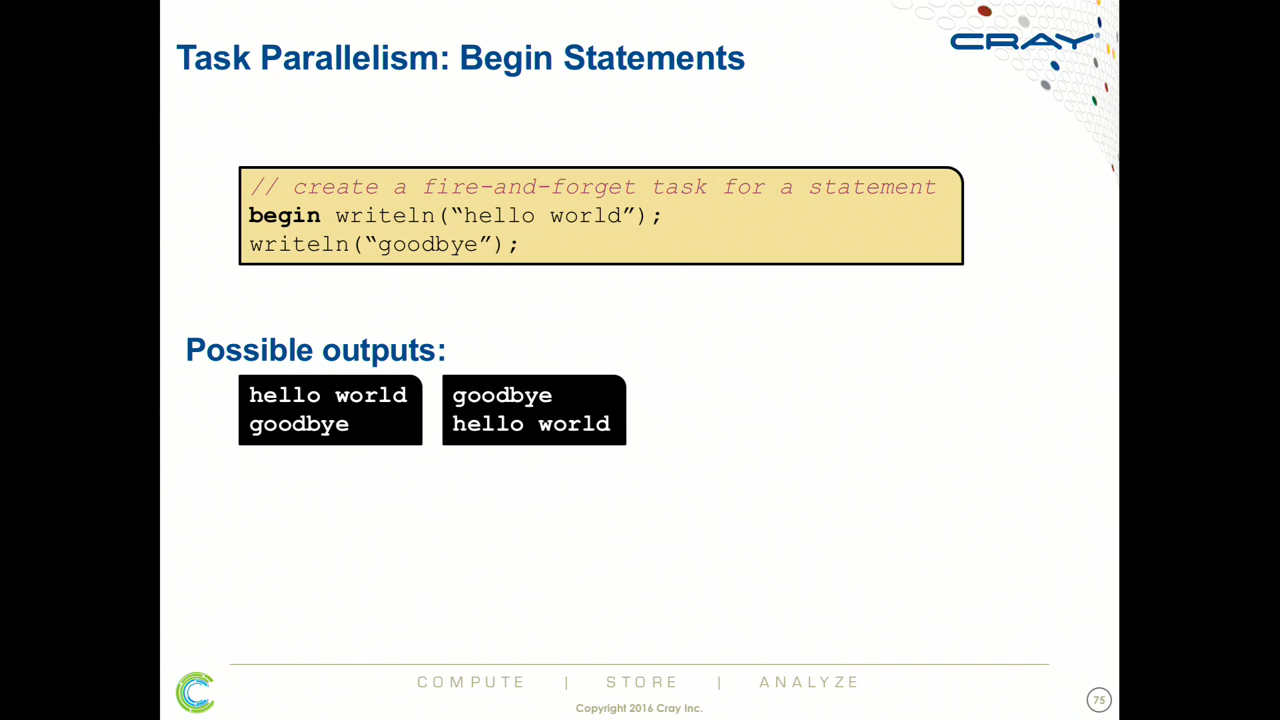 CRAY®
Task Parallelism: Begin Statements
// create a fire-and-forget task for a statement
begin writeln(“hello world”);
writeln(“goodbye”);
Possible outputs:
hello world
goodbye
goodbye
hello world
COMPUTE | STORE | ANALYZE
Copyright 2016 Cray Inc.
75